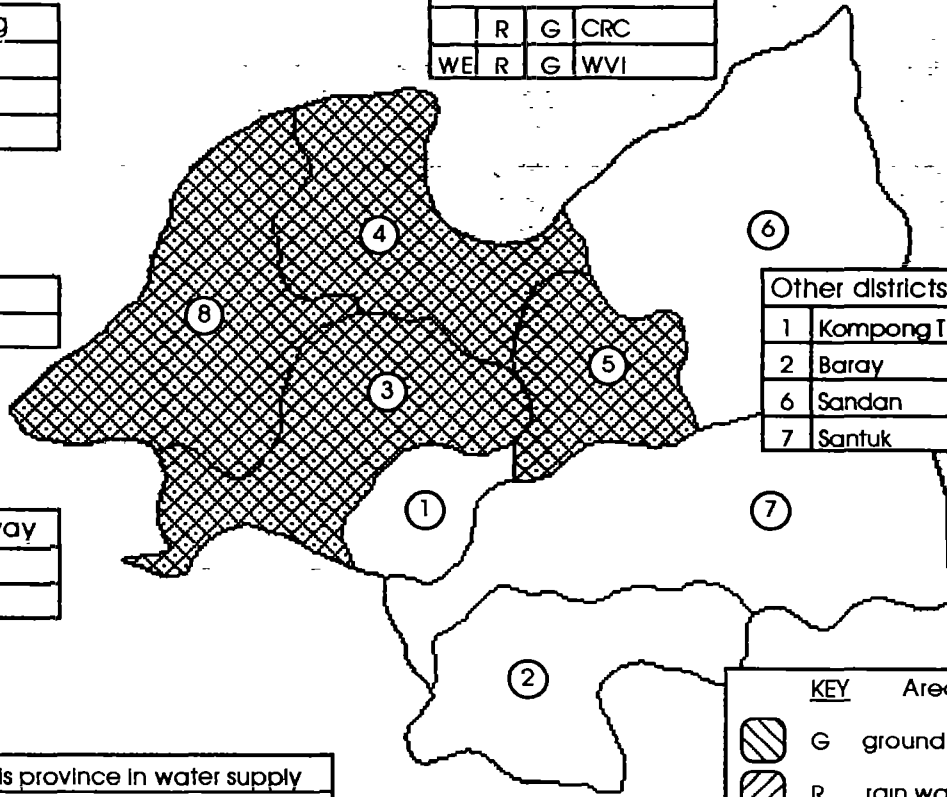 g
R G CRC
WE R G WVI
4
6
8
Other districts
1 Kompong T
2 Baray
6 Sandan
7 Santuk
5
3
1
7
vay
2
KEY Area
G ground
R rain wa
is province in water supply